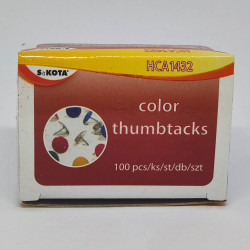 SAKOTA®
HCA1432
color
thumbtacks
100 pcs/ks/st/db/szt